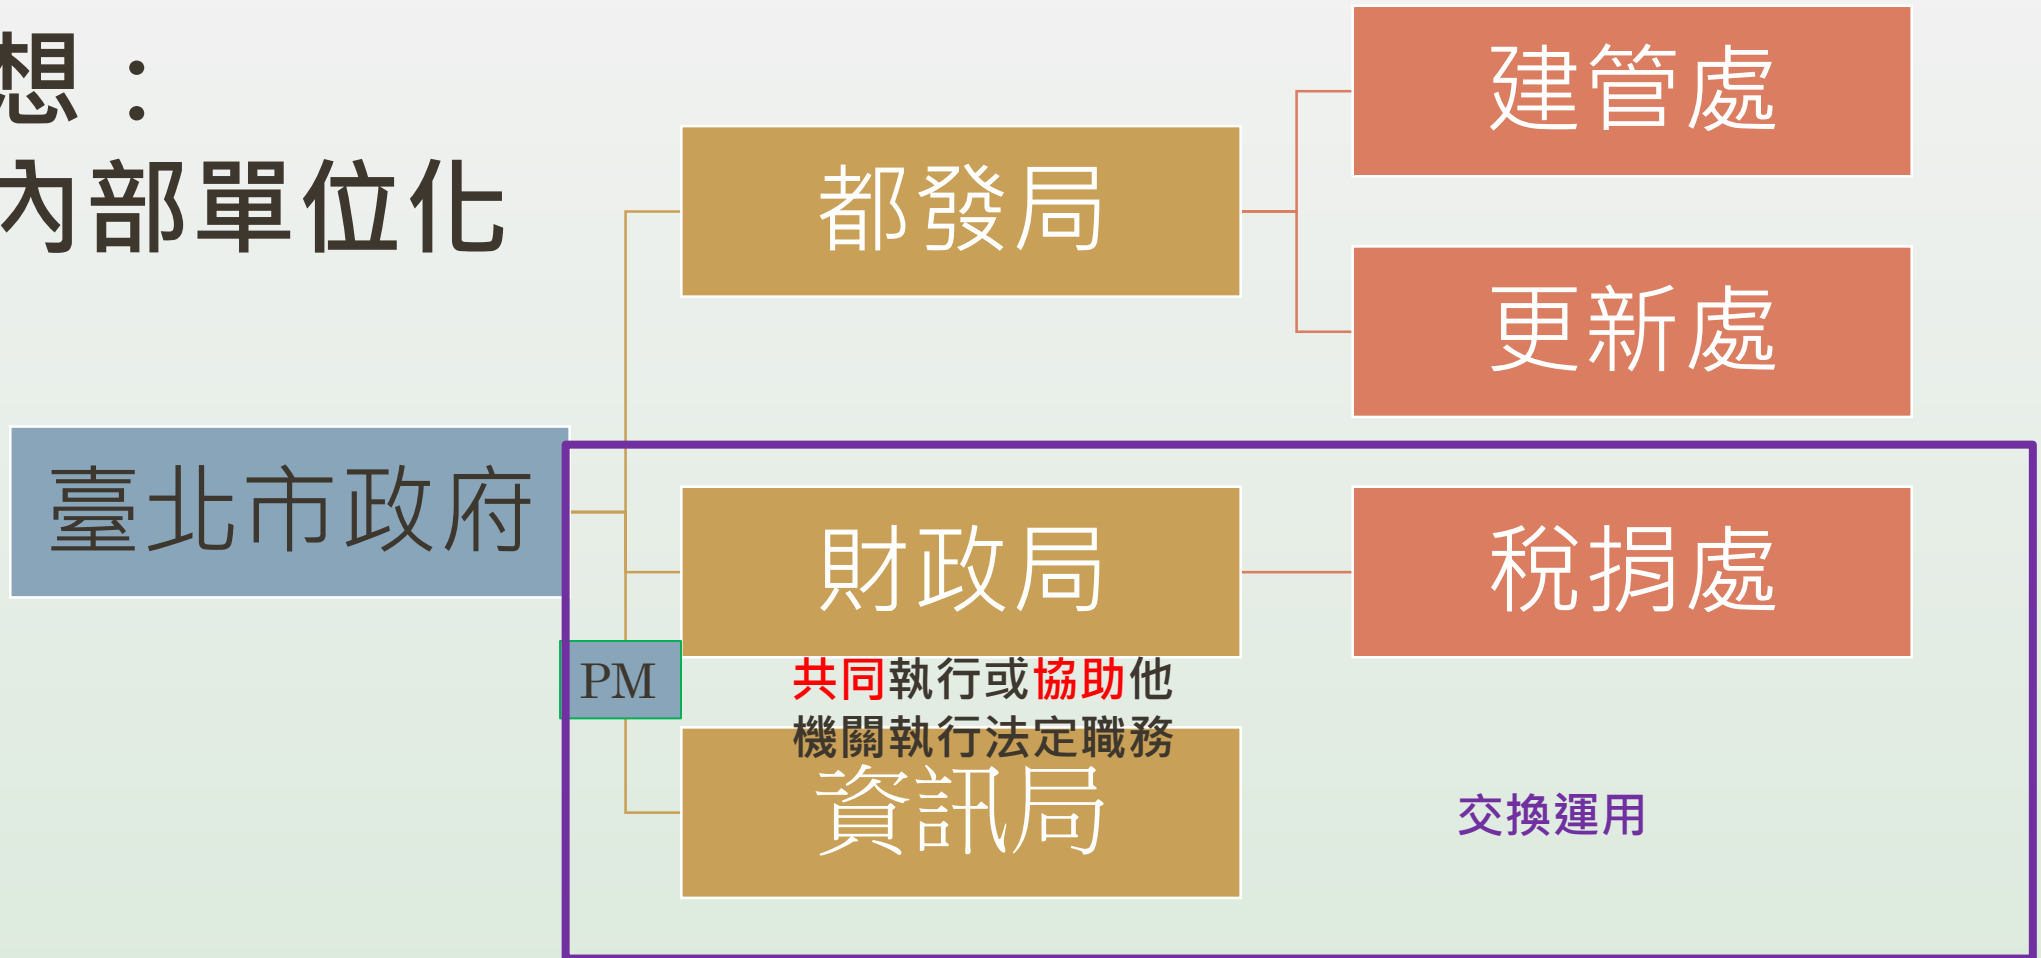 想：
內部單位化
建管處
都發局
更新處
臺北市政府
財政局
稅捐處
PM
共同執行或協助他
機關執行法定職務
資訊局
交換運用